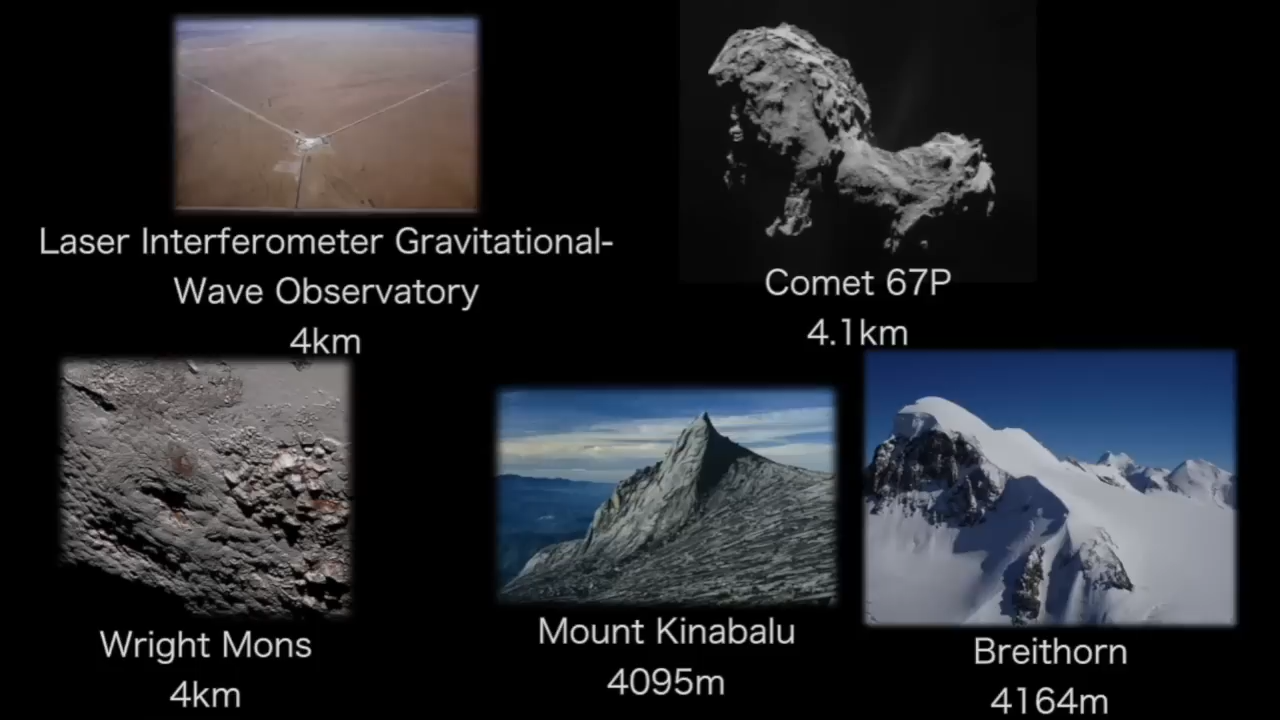 Laser Interferometer Gravitational-
Wave Observatory
4km
Comet 67P
4.1km
Wright Mons
4km
Mount Kinabalu
4095m
Breithorn
4164m